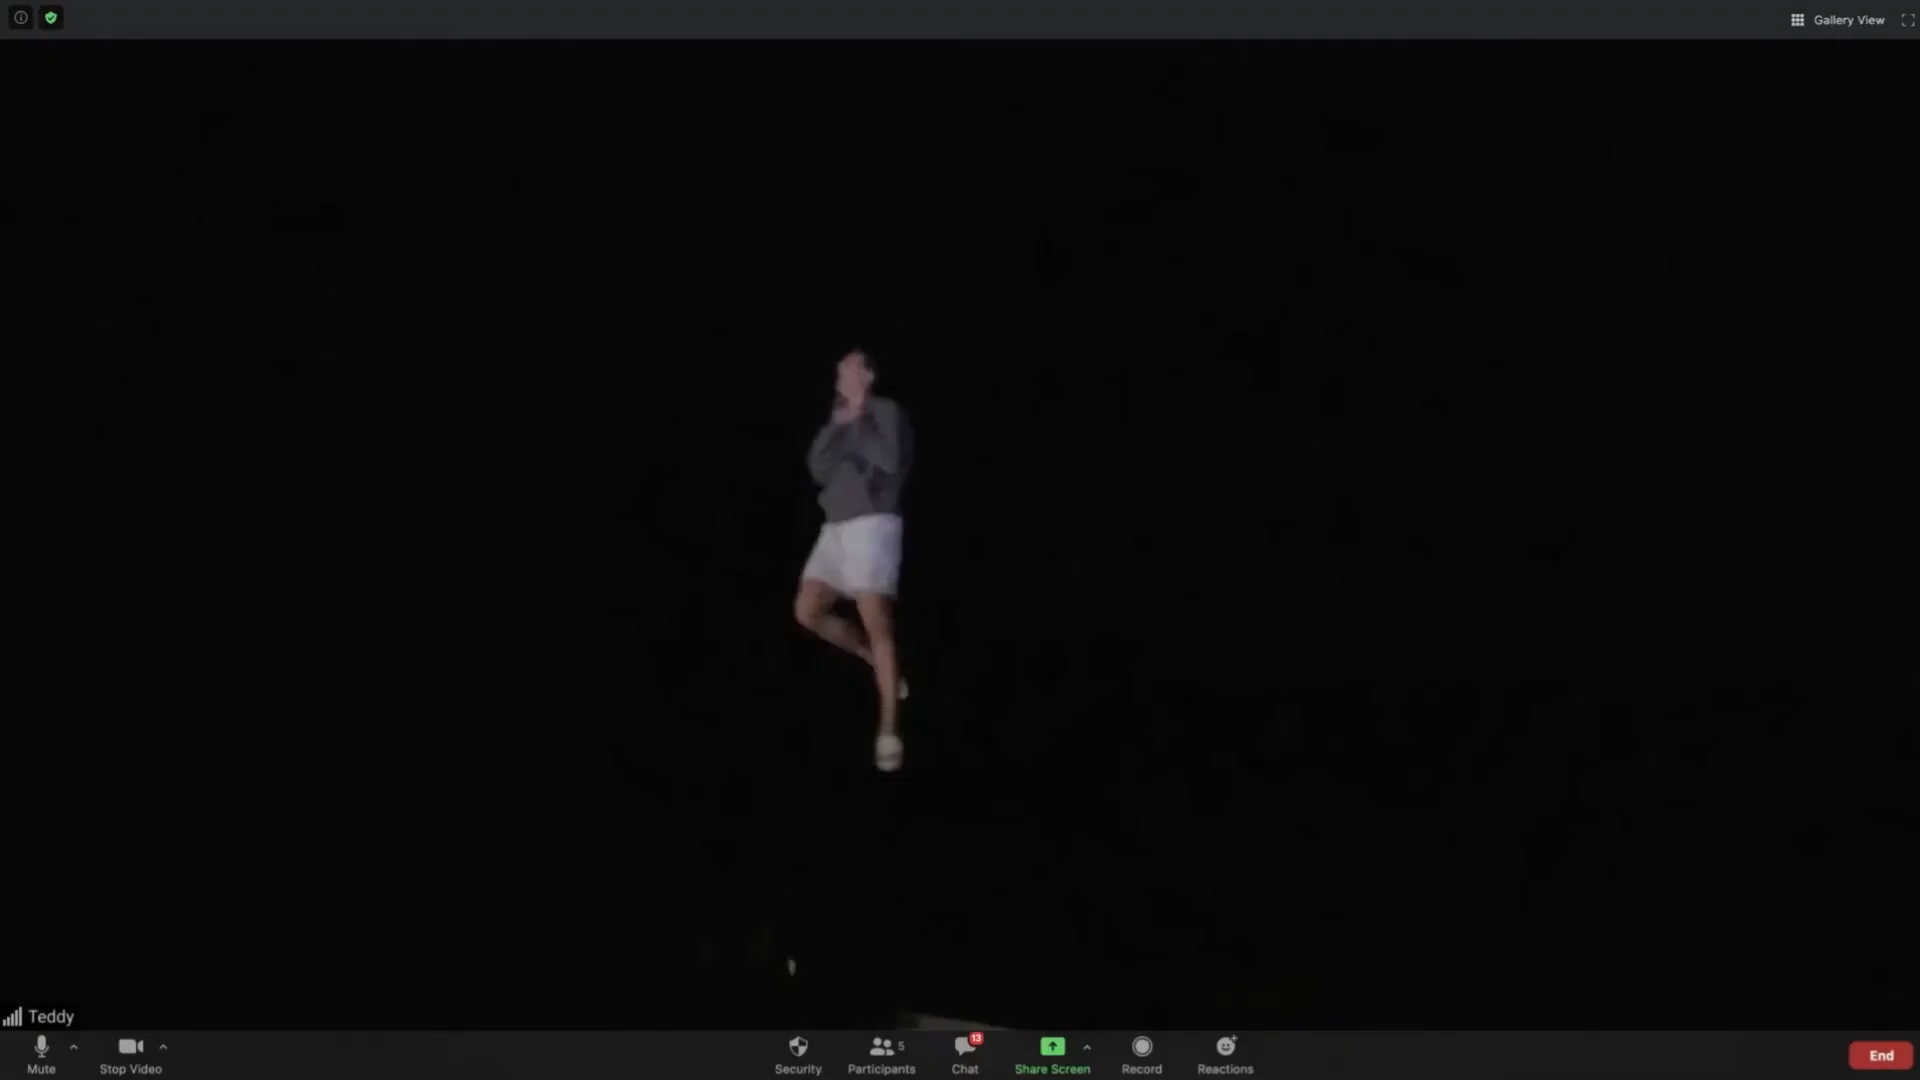 Gallery View
Teddy
Mute
Stop Video
Security
Participants 5
Chat 13
Share Screen
Record
Reactions
End